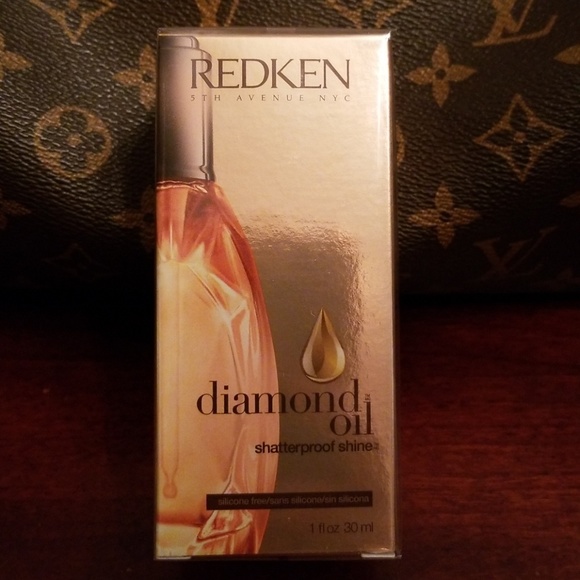 REDKEN
5TH AVENUE NYC
diamond
oil
shatterproof shine
silicone free/sans silicone/sin silicona
1 fl oz 30 ml